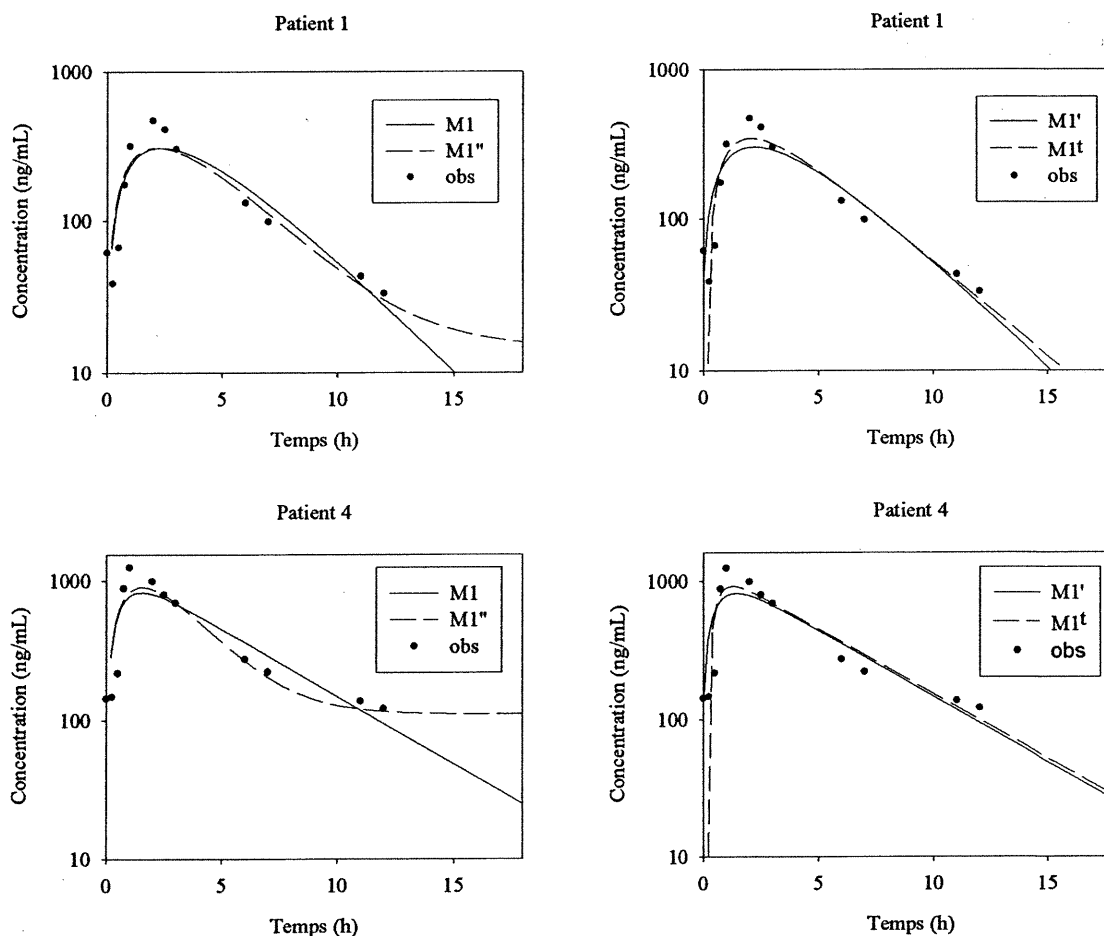 Patient 1
1000
100
10
Concentration (ng/mL)
M1
M1"
obs
0
5
10
15
Temps (h)
Patient 1
1000
100
10
Concentration (ng/mL)
M1'
M1t
obs
0
5
10
15
Temps (h)
Patient 4
1000
100
10
Concentration (ng/mL)
M1
M1"
obs
0
5
10
15
Temps (h)
Patient 4
1000
100
10
Concentration (ng/mL)
M1'
M1t
obs
0
5
10
15
Temps (h)